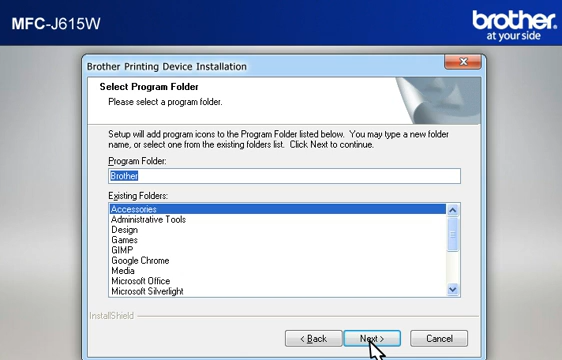 MFC-J615W
brother.
at your side
Brother Printing Device Installation
Select Program Folder
Please select a program folder.
Setup will add program icons to the Program Folder listed below. You may type a new folder
name, or select one from the existing folders list. Click Next to continue.
Program Folder:
Brother
Existing Folders:
Accessories
Administrative Tools
Design
Games
GIMP
Google Chrome
Media
Microsoft Office
Microsoft Silverlight
InstallShield
< Back
Next >
Cancel